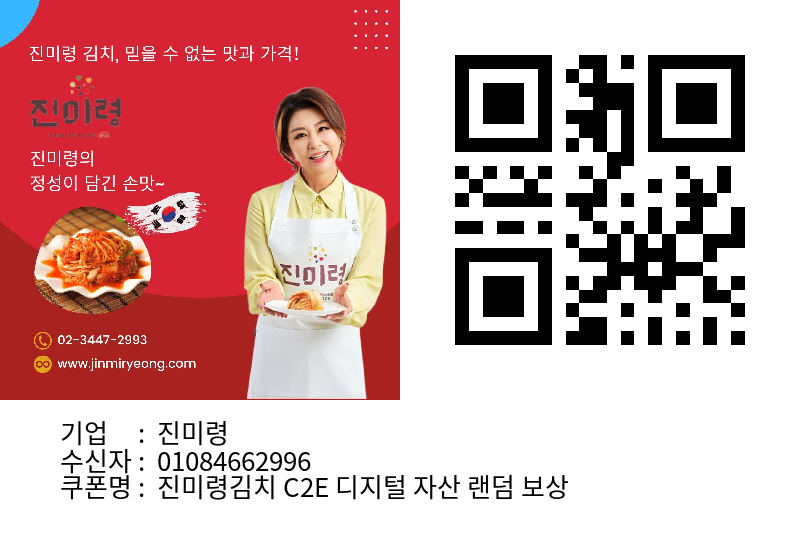 진미령 김치, 믿을 수 없는 맛과 가격!
진미령
진미령의
정성이 담긴 손맛~
진미령
02-3447-2993
www.jinmiryeong.com
기업 : 진미령
수신자 : 01084662996
쿠폰명 : 진미령김치 C2E 디지털 자산 랜덤 보상